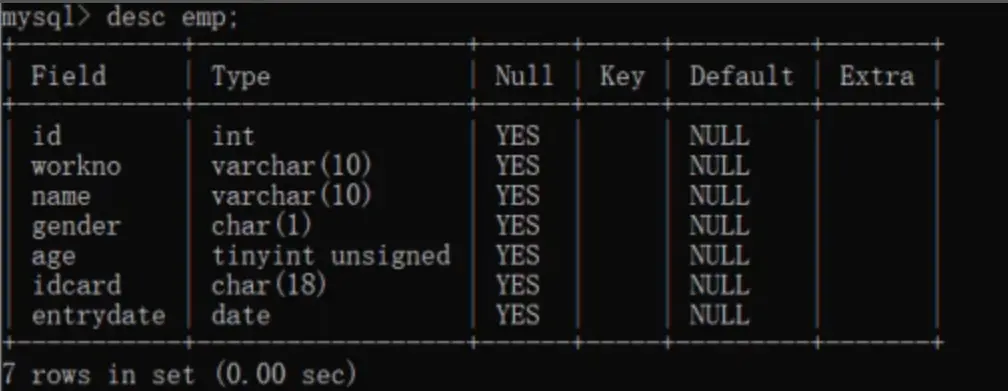 mysql> desc emp;
+-----------+------------------+------+-----+---------+-------+
| Field     | Type             | Null | Key | Default | Extra |
+-----------+------------------+------+-----+---------+-------+
| id        | int              | YES  |     | NULL    |       |
| workno    | varchar(10)      | YES  |     | NULL    |       |
| name      | varchar(10)      | YES  |     | NULL    |       |
| gender    | char(1)          | YES  |     | NULL    |       |
| age       | tinyint unsigned | YES  |     | NULL    |       |
| idcard    | char(18)         | YES  |     | NULL    |       |
| entrydate | date             | YES  |     | NULL    |       |
+-----------+------------------+------+-----+---------+-------+
7 rows in set (0.00 sec)